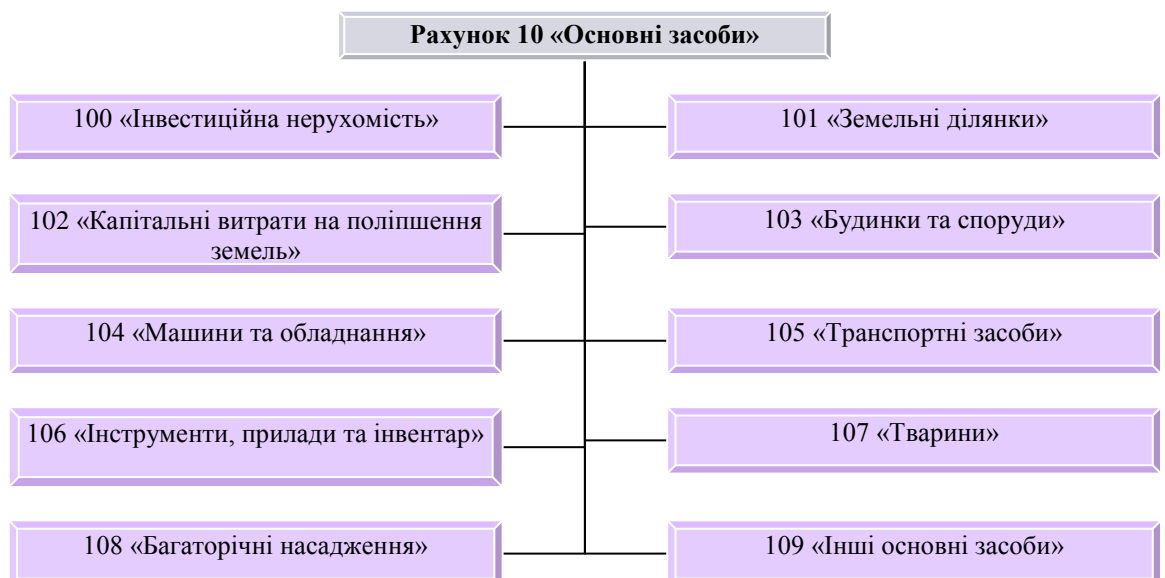 Рахунок 10 «Основні засоби»
100 «Інвестиційна нерухомість»
101 «Земельні ділянки»
102 «Капітальні витрати на поліпшення
земель»
103 «Будинки та споруди»
104 «Машини та обладнання»
105 «Транспортні засоби»
106 «Інструменти, прилади та інвентар»
107 «Тварини»
108 «Багаторічні насадження»
109 «Інші основні засоби»